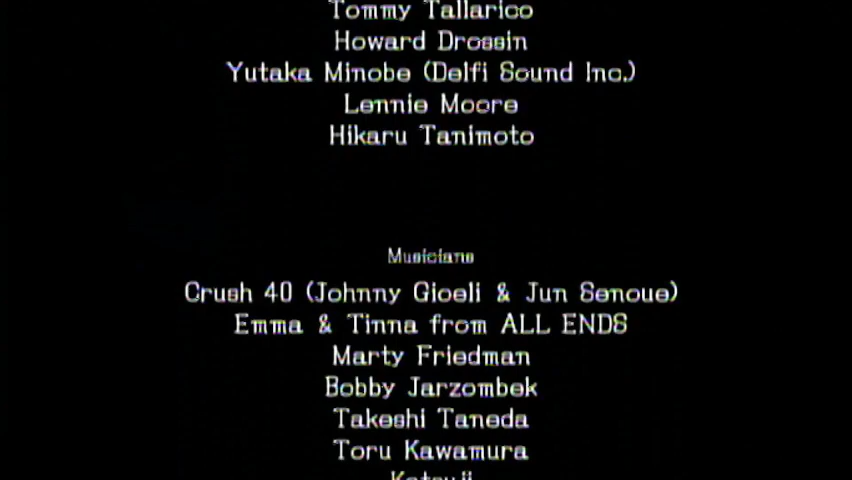 Tommy Tallarico
Howard Drossin
Yutaka Minobe (Delfi Sound Inc.)
Lennie Moore
Hikaru Tanimoto
Musicians
Crush 40 (Johnny Gioeli & Jun Senoue)
Emma & Tinna from ALL ENDS
Marty Friedman
Bobby Jarzombek
Takeshi Taneda
Toru Kawamura